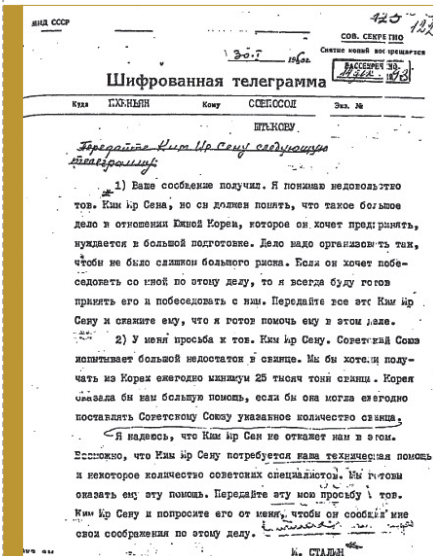 МИД СССР
СОВ. СЕКРЕТНО
Снятие копий воспрещается
30.I
РАССЕКРЕЧЕНО
Шифрованная телеграмма
Куда ПХЕНЬЯН Кому СОВПОСОЛ Экз. №
ШТЫКОВУ
Передайте Ким Ир Сену следующую
телеграмму:
1) Ваше сообщение получил. Я понимаю недовольство
тов. Ким Ир Сена, но он должен понять, что такое большое
дело в отношении Южной Кореи, которое он хочет предпринять,
нуждается в большой подготовке. Дело надо организовать так,
чтобы не было слишком большого риска. Если он хочет побе-
седовать со мной по этому делу, то я всегда буду готов
принять его и побеседовать с ним. Передайте все это Ким Ир
Сену и скажите ему, что я готов помочь ему в этом деле.
2) У меня просьба к тов. Ким Ир Сену. Советский Союз
испытывает большой недостаток в свинце. Мы бы хотели полу-
чать из Кореи ежегодно минимум 25 тысяч тонн свинца. Корея
оказала бы нам большую помощь, если бы она могла ежегодно
поставлять Советскому Союзу указанное количество свинца.
Я надеюсь, что Ким Ир Сен не откажет нам в этом.
Возможно, что Ким Ир Сену потребуется наша техническая помощь
и некоторое количество советских специалистов. Мы готовы
оказать ему эту помощь. Передайте эту мою просьбу тов.
Ким Ир Сену и попросите его от меня, чтобы он сообщил мне
свои соображения по этому делу.
И. СТАЛИН